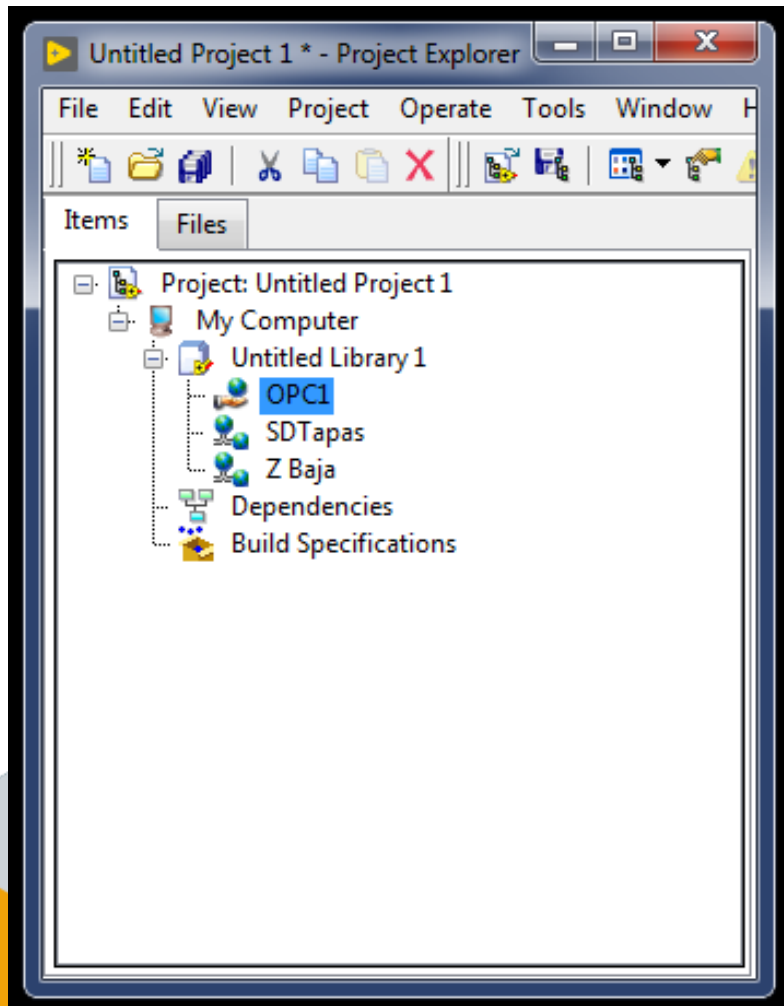 Untitled Project 1 * - Project Explorer
File Edit View Project Operate Tools Window H
Items Files
Project: Untitled Project 1
My Computer
Untitled Library 1
OPC1
SDTapas
Z Baja
Dependencies
Build Specifications